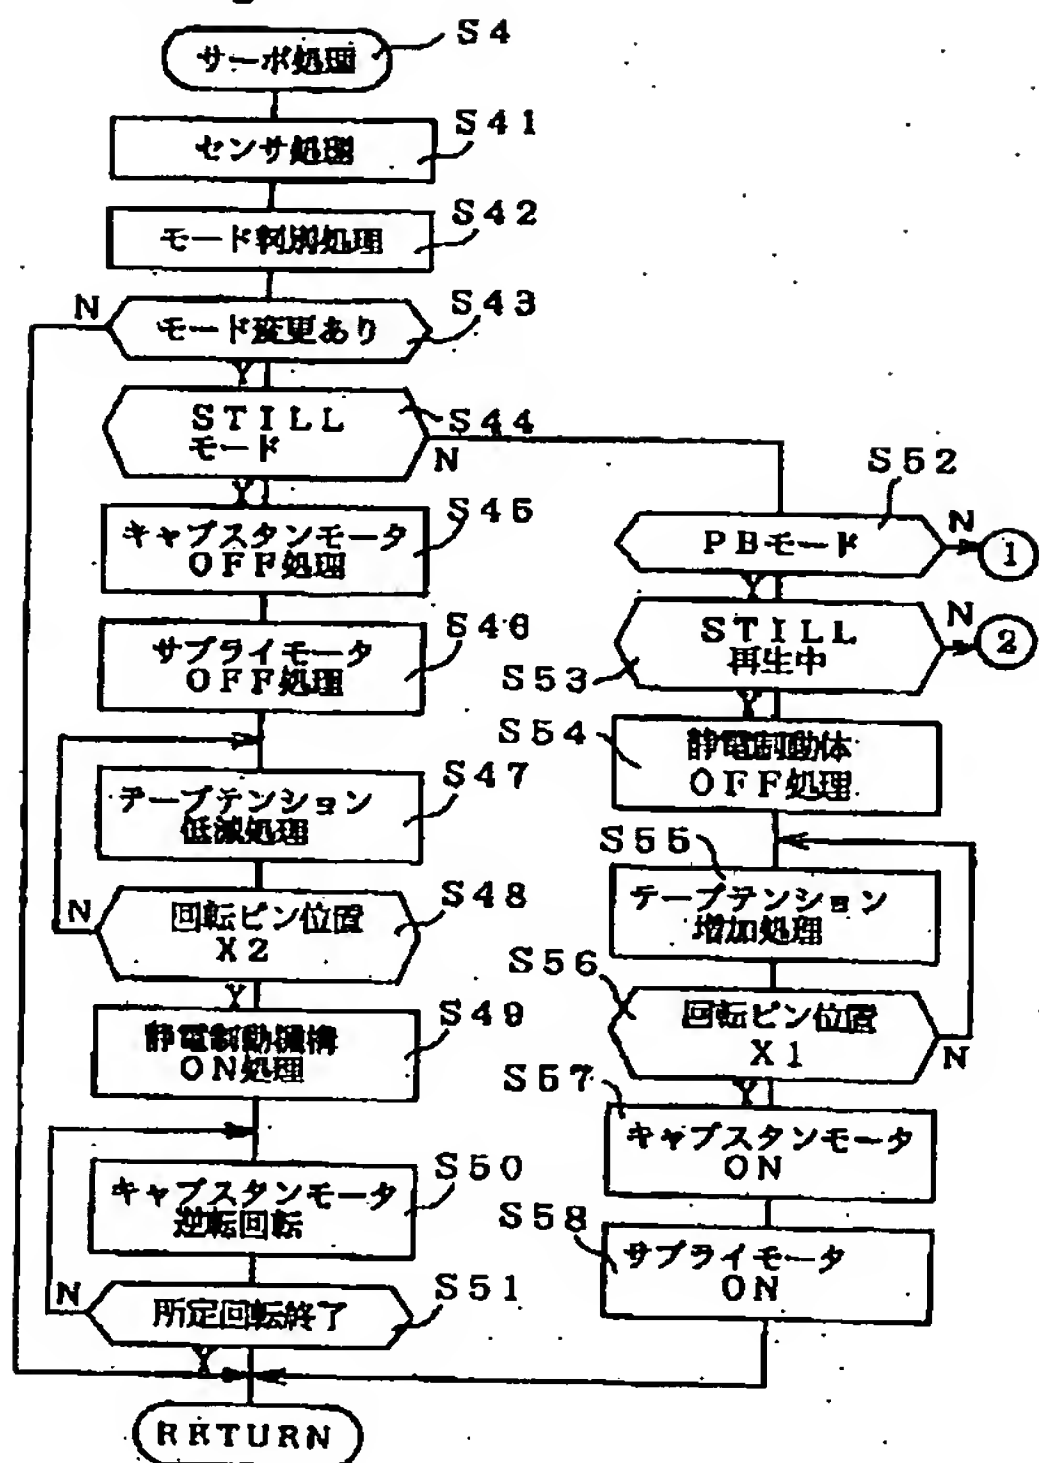 S4
サーボ処理
S41
センサ処理
S42
モード判別処理
S43
N
モード変更あり
Y
S44
STILL
モード
N
Y
S45
キャプスタンモータ
OFF処理
S46
サプライモータ
OFF処理
S47
テープテンション
低減処理
S48
N
回転ピン位置
X2
Y
S49
静電制動機構
ON処理
S50
キャプスタンモータ
逆転回転
S51
N
所定回転終了
Y
RETURN
S52
PBモード
N
1
Y
S53
STILL
再生中
N
2
Y
S54
静電制動体
OFF処理
S55
テープテンション
増加処理
S56
回転ピン位置
X1
N
Y
S57
キャプスタンモータ
ON
S58
サプライモータ
ON